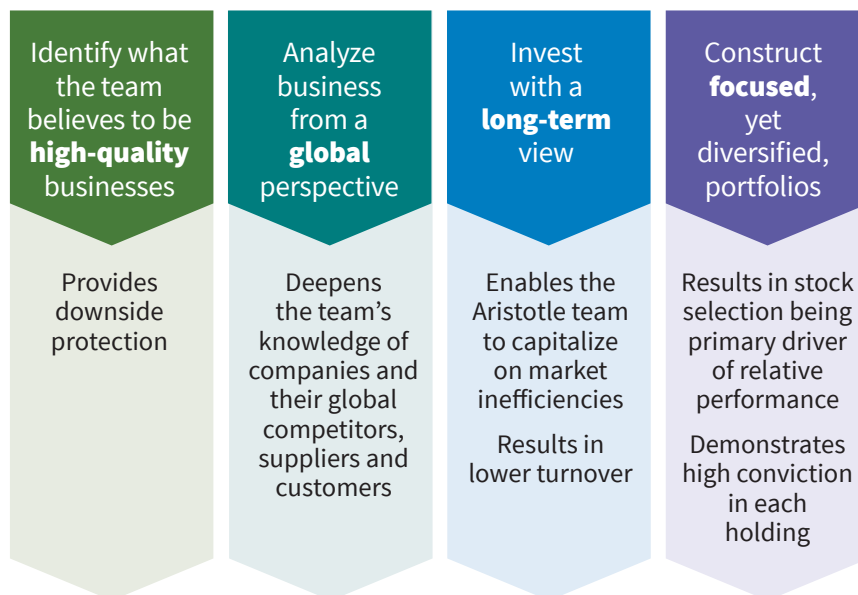 Identify what
the team
believes to be
high-quality
businesses
Provides
downside
protection
Analyze
business
from a
global
perspective
Deepens
the team’s
knowledge of
companies and
their global
competitors,
suppliers and
customers
Invest
with a
long-term
view
Enables the
Aristotle team
to capitalize
on market
inefficiencies
Results in
lower turnover
Construct
focused,
yet
diversified,
portfolios
Results in stock
selection being
primary driver
of relative
performance
Demonstrates
high conviction
in each
holding